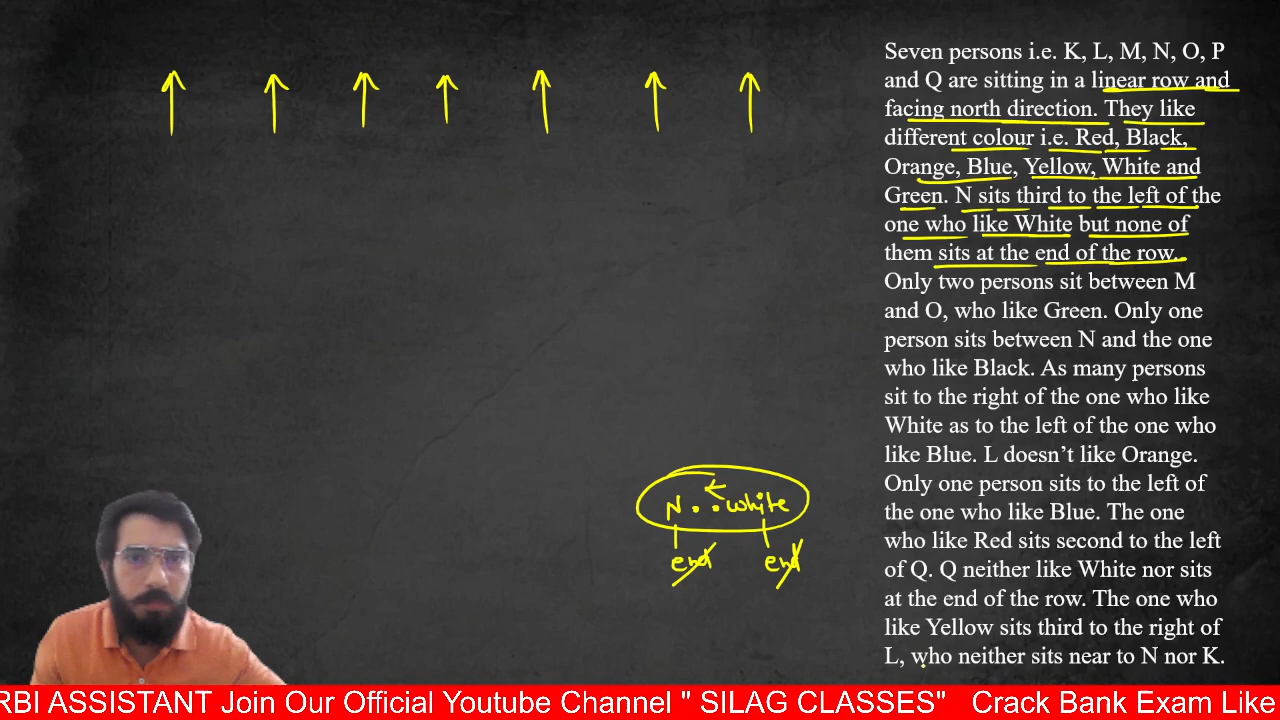 Seven persons i.e. K, L, M, N, O, P
and Q are sitting in a linear row and
facing north direction. They like
different colour i.e. Red, Black,
Orange, Blue, Yellow, White and
Green. N sits third to the left of the
one who like White but none of
them sits at the end of the row.
Only two persons sit between M
and O, who like Green. Only one
person sits between N and the one
who like Black. As many persons
sit to the right of the one who like
White as to the left of the one who
like Blue. L doesn’t like Orange.
Only one person sits to the left of
the one who like Blue. The one
who like Red sits second to the left
of Q. Q neither like White nor sits
at the end of the row. The one who
like Yellow sits third to the right of
L, who neither sits near to N nor K.
N . . white
end end
RBI ASSISTANT Join Our Official Youtube Channel " SILAG CLASSES" Crack Bank Exam Like